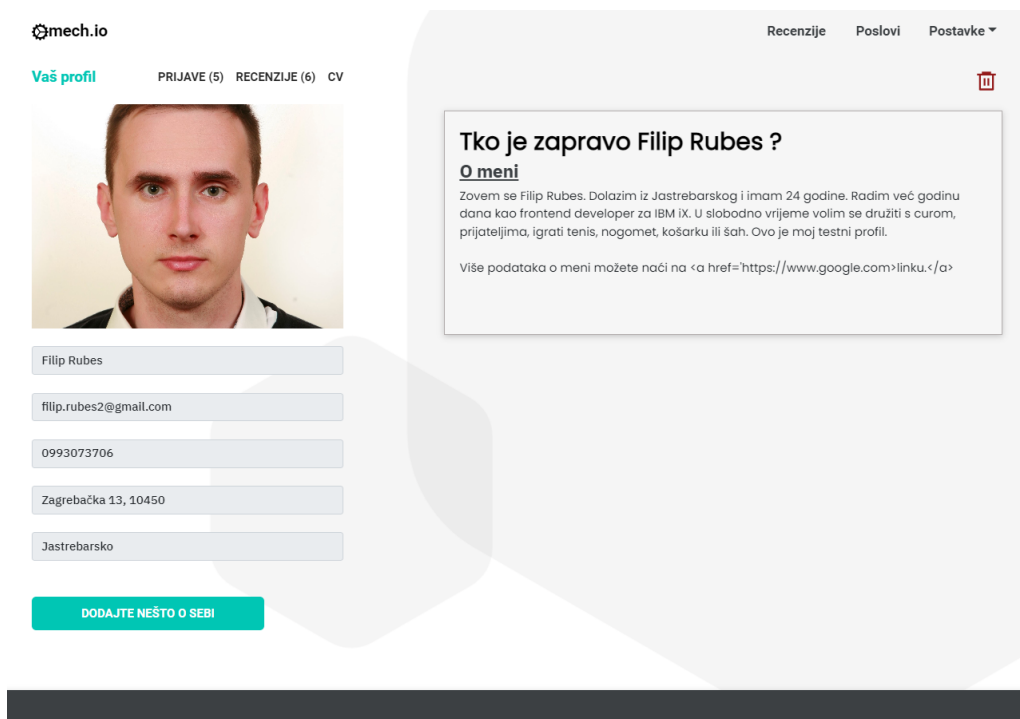 mech.io
Recenzije Poslovi Postavke
Vaš profil PRIJAVE (5) RECENZIJE (6) CV
Tko je zapravo Filip Rubes ?
O meni
Zovem se Filip Rubes. Dolazim iz Jastrebarskog i imam 24 godine. Radim već godinu
dana kao frontend developer za IBM iX. U slobodno vrijeme volim se družiti s curom,
prijateljima, igrati tenis, nogomet, košarku ili šah. Ovo je moj testni profil.
Više podataka o meni možete naći na <a href='https://www.google.com>linku.</a>
Filip Rubes
filip.rubes2@gmail.com
0993073706
Zagrebačka 13, 10450
Jastrebarsko
DODAJTE NEŠTO O SEBI